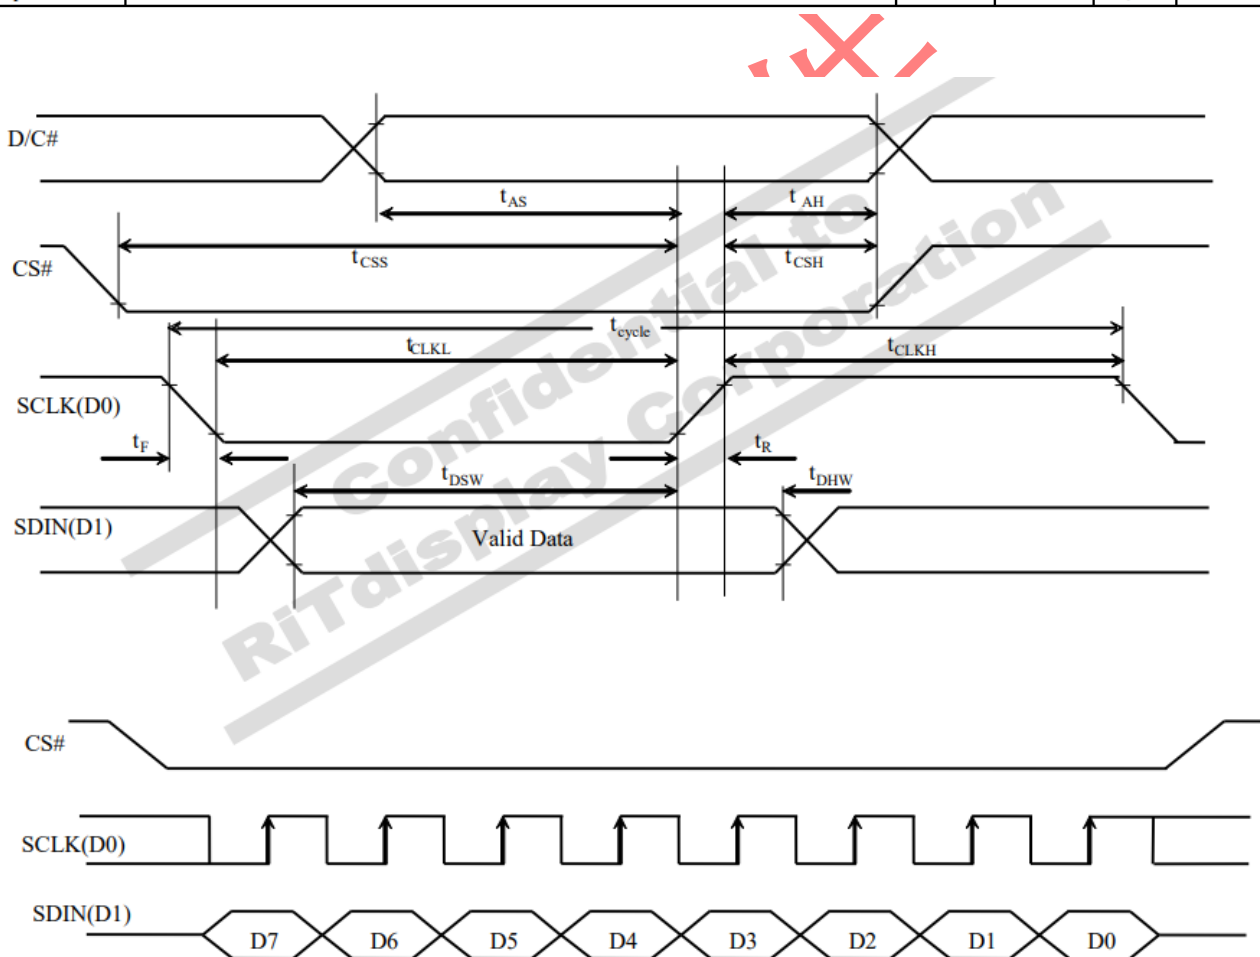 D/C#
tAS
t AH
CS#
tCSS
tCSH
tcycle
tCLKL
tCLKH
SCLK(D0)
tF
tR
tDSW
tDHW
SDIN(D1)
Valid Data
Confidential to
RiTdisplay Corporation
CS#
SCLK(D0)
SDIN(D1)
D7 D6 D5 D4 D3 D2 D1 D0